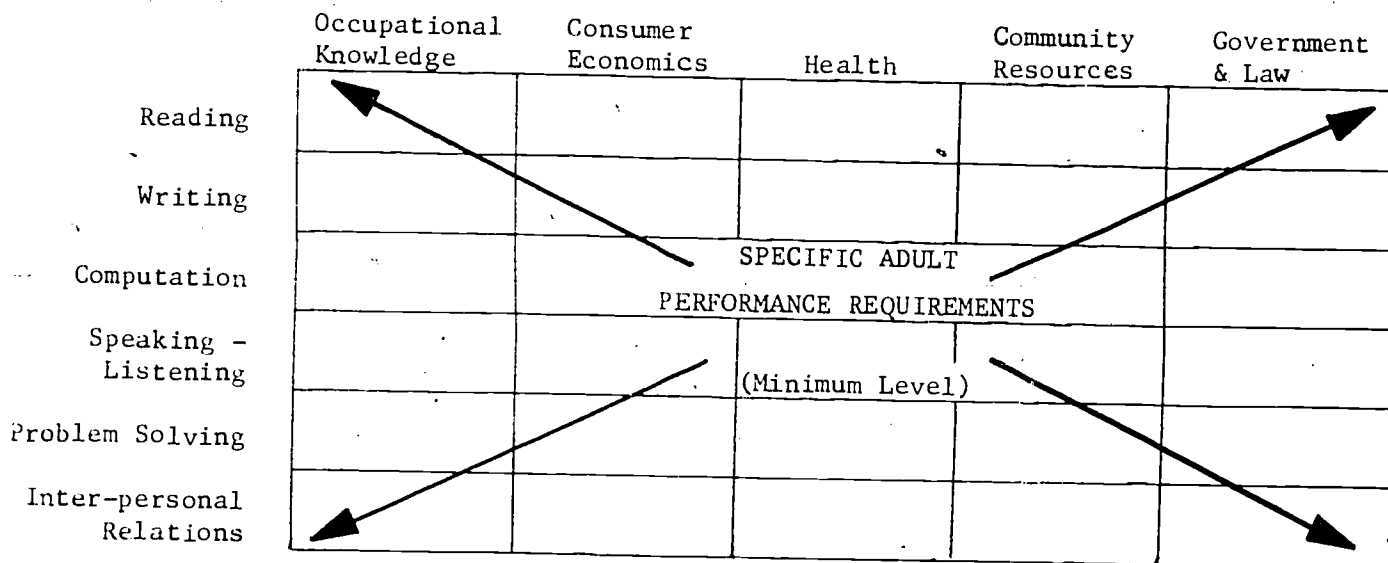 Occupational Knowledge
Consumer Economics
Health
Community Resources
Government & Law
Reading
Writing
Computation
Speaking -
Listening
Problem Solving
Inter-personal
Relations
SPECIFIC ADULT
PERFORMANCE REQUIREMENTS
(Minimum Level)